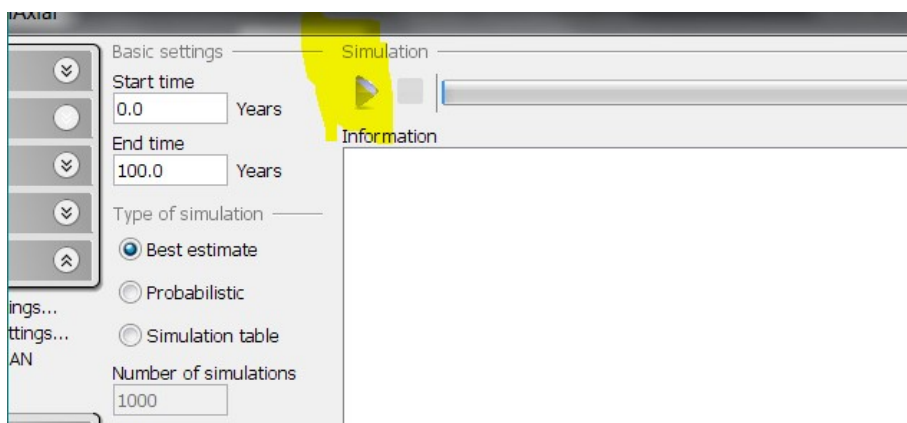 Basic settings
Simulation
Start time
0.0 Years
End time
100.0 Years
Information
Type of simulation
Best estimate
Probabilistic
Simulation table
Number of simulations
1000
ings...
ttings...
AN